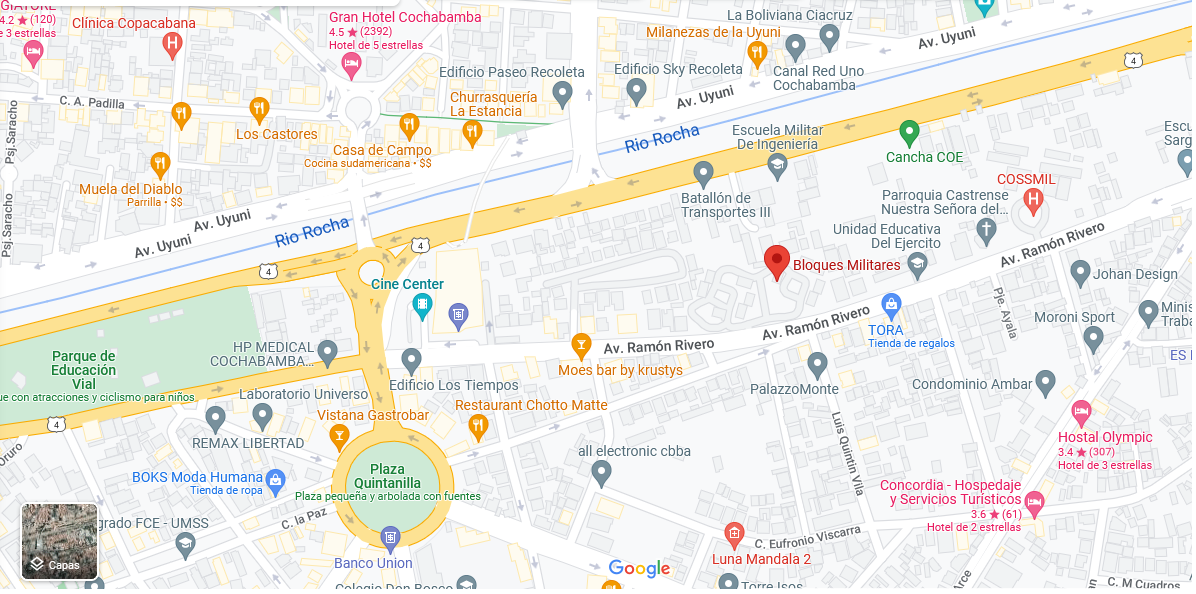 GIATURE
4.2 ★ (120)
e 3 estrellas
Clínica Copacabana
Gran Hotel Cochabamba
4.5 ★ (2392)
Hotel de 5 estrellas
La Boliviana Ciacruz
Milanezas de la Uyuni
Av. Uyuni
Edificio Paseo Recoleta
Edificio Sky Recoleta
Canal Red Uno
Cochabamba
4
C. A. Padilla
Churrasquería
La Estancia
Av. Uyuni
Psj.Saracho
Los Castores
Casa de Campo
Cocina sudamericana • $$
Rio Rocha
Escuela Militar
De Ingeniería
Cancha COE
Escu
Sarg
Muela del Diablo
Parrilla • $$
Batallón de
Transportes III
COSSMIL
Parroquia Castrense
Nuestra Señora del...
Psj.Saracho
Av. Uyuni
Av. Uyuni
Rio Rocha
4
4
Unidad Educativa
Del Ejercito
Av. Ramón Rivero
Bloques Militares
Johan Design
Cine Center
Pje. Ayala
Minis
Traba
Moroni Sport
TORA
Tienda de regalos
Av. Ramón Rivero
Av. Ramón Rivero
ES
HP MEDICAL
COCHABAMBA...
Parque de
Educación
Vial
ue con atracciones y ciclismo para niños
Moes bar by krustys
Edificio Los Tiempos
PalazzoMonte
Condominio Ambar
Laboratorio Universo
4
Vistana Gastrobar
Restaurant Chotto Matte
REMAX LIBERTAD
Oruro
Luis Quintin Vila
Hostal Olympic
3.4 ★ (307)
Hotel de 3 estrellas
all electronic cbba
BOKS Moda Humana
Tienda de ropa
Plaza
Quintanilla
Plaza pequeña y arbolada con fuentes
Concordia - Hospedaje
y Servicios Turísticos
3.6 ★ (61)
Hotel de 2 estrellas
C. la Paz
grado FCE - UMSS
Capas
Banco Union
C. Eufronio Viscarra
Luna Mandala 2
Google
Colegio Don Bosco
Torre Isos
Arce
C. M Cuadros